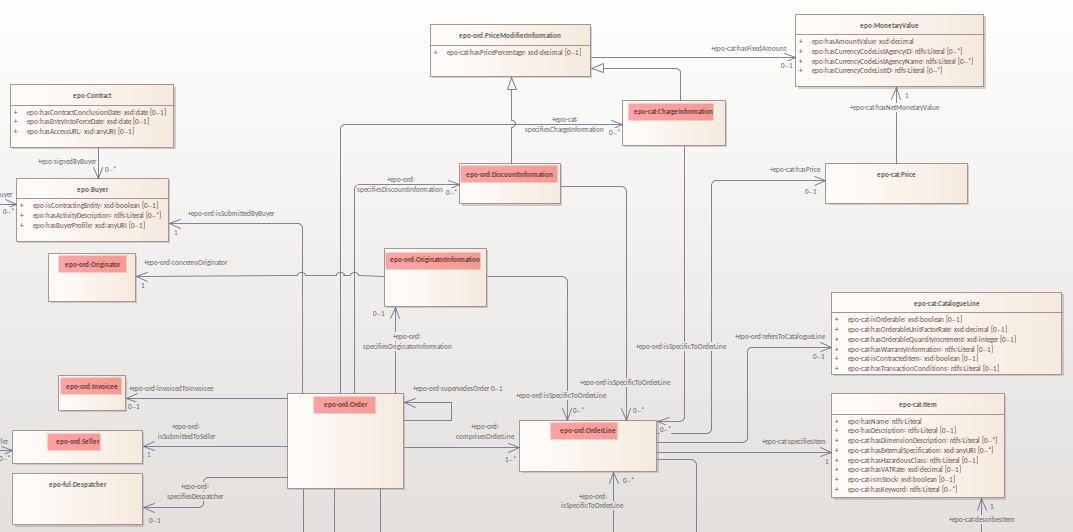 epo:MonetaryValue
+ epo:hasAmountValue: xsd:decimal
+ epo:hasCurrencyCodeListAgencyID: rdfs:Literal [0..*]
+ epo:hasCurrencyCodeListAgencyName: rdfs:Literal [0..*]
+ epo:hasCurrencyCodeListID: rdfs:Literal [0..*]
epo-ord:PriceModifierInformation
+ epo-cat:hasPricePercentage: xsd:decimal [0..1]
+epo-cat:hasFixedAmount
0..1
epo:Contract
+ epo:hasContractConclusionDate: xsd:date [0..1]
+ epo:hasEntryIntoForceDate: xsd:date [0..1]
+ epo:hasAccessURL: xsd:anyURI [0..1]
1
+epo-cat:hasNetMonetaryValue
epo-cat:ChargeInformation
+epo-cat:
specifiesChargeInformation
0..*
+epo:signedByBuyer
0..*
epo-cat:Price
+epo-cat:hasPrice
0..1
epo-ord:DiscountInformation
+epo-ord:
specifiesDiscountInformation
0..*
uyer
0..*
epo:Buyer
+ epo:isContractingEntity: xsd:boolean [0..1]
+ epo:hasActivityDescription: rdfs:Literal [0..*]
+ epo:hasBuyerProfile: xsd:anyURI [0..1]
+epo-ord:isSubmittedByBuyer
1
epo-ord:Originator
+epo-ord:concernsOriginator
1
epo-ord:OriginatorInformation
0..1
+epo-ord:
specifiesOriginatorInformation
epo-cat:CatalogueLine
+ epo-cat:isOrderable: xsd:boolean [0..1]
+ epo-cat:hasOrderableUnitFactorRate: xsd:decimal [0..1]
+ epo-cat:hasOrderableQuantityIncrement: xsd:integer [0..1]
+ epo-cat:hasWarrantyInformation: rdfs:Literal [0..*]
+ epo-cat:isContractedItem: xsd:boolean [0..1]
+ epo-cat:hasTransactionConditions: rdfs:Literal [0..*]
+epo-ord:refersToCatalogueLine
0..1
+epo-ord:isSpecificToOrderLine
+epo-ord:isSpecificToOrderLine
+epo-ord:isSpecificToOrderLine
0..*
0..*
0..*
epo-ord:Invoicee
+epo-ord:invoicedToInvoicee
0..1
epo-ord:Order
+epo-ord:supersedesOrder 0..1
+epo-ord:
comprisesOrderLine
1..*
epo-ord:OrderLine
epo-cat:Item
+ epo-cat:hasName: rdfs:Literal
+ epo-cat:hasDescription: rdfs:Literal [0..*]
+ epo-cat:hasDimensionDescription: rdfs:Literal [0..*]
+ epo-cat:hasExternalSpecification: xsd:anyURI [0..*]
+ epo-cat:hasHazardousClass: rdfs:Literal [0..*]
+ epo-cat:hasVATRate: xsd:decimal [0..1]
+ epo-cat:isInStock: xsd:boolean [0..1]
+ epo-cat:hasKeyword: rdfs:Literal [0..*]
+epo-cat:specifiesItem
1
ller
0..*
epo-ord:Seller
+epo-ord:
isSubmittedToSeller
1
epo-ful:Despatcher
+epo-ord:
specifiesDespatcher
0..1
0..*
+epo-ord:
isSpecificToOrderLine
1
+epo-cat:describesItem